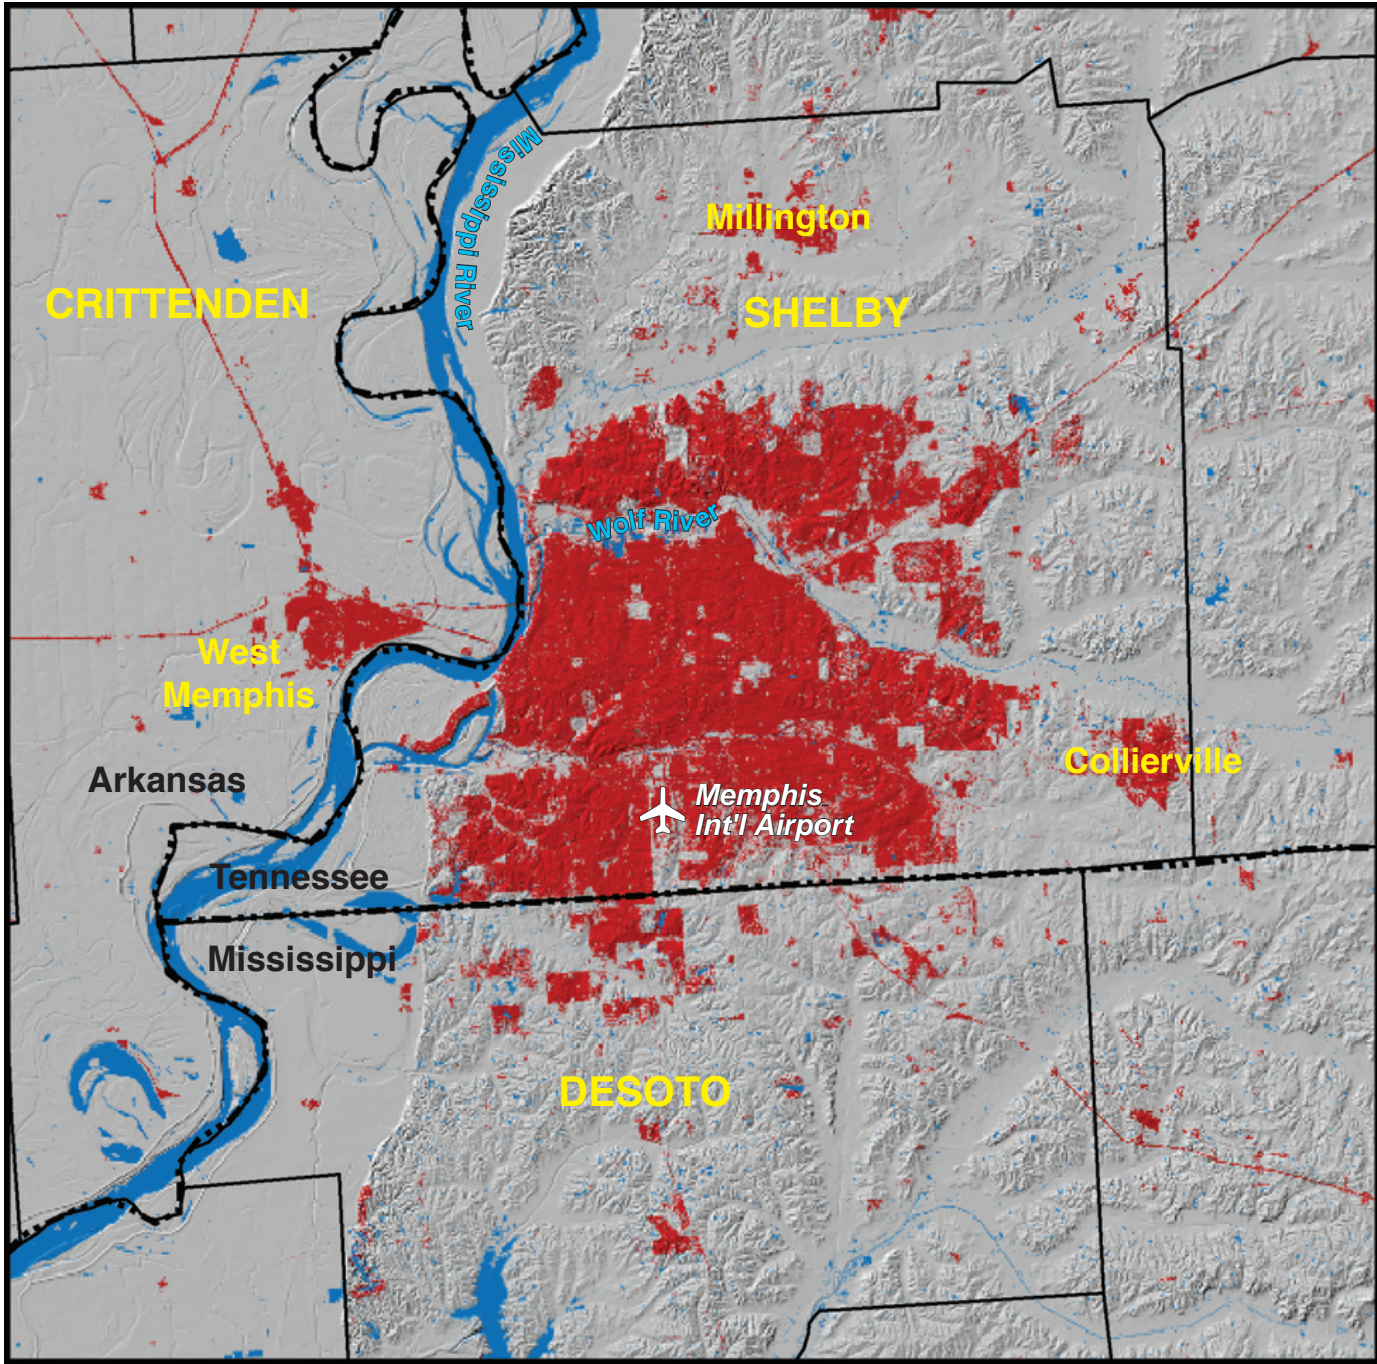 Mississippi River
Millington
CRITTENDEN
SHELBY
Wolf River
West
Memphis
Collierville
Arkansas
Memphis
Int'l Airport
Tennessee
Mississippi
DESOTO